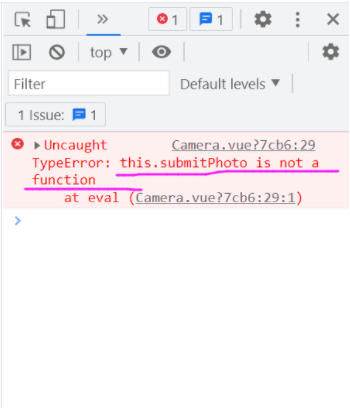 1 1
top
Filter Default levels
1 Issue: 1
Uncaught Camera.vue?7cb6:29
TypeError: this.submitPhoto is not a
function
at eval (Camera.vue?7cb6:29:1)